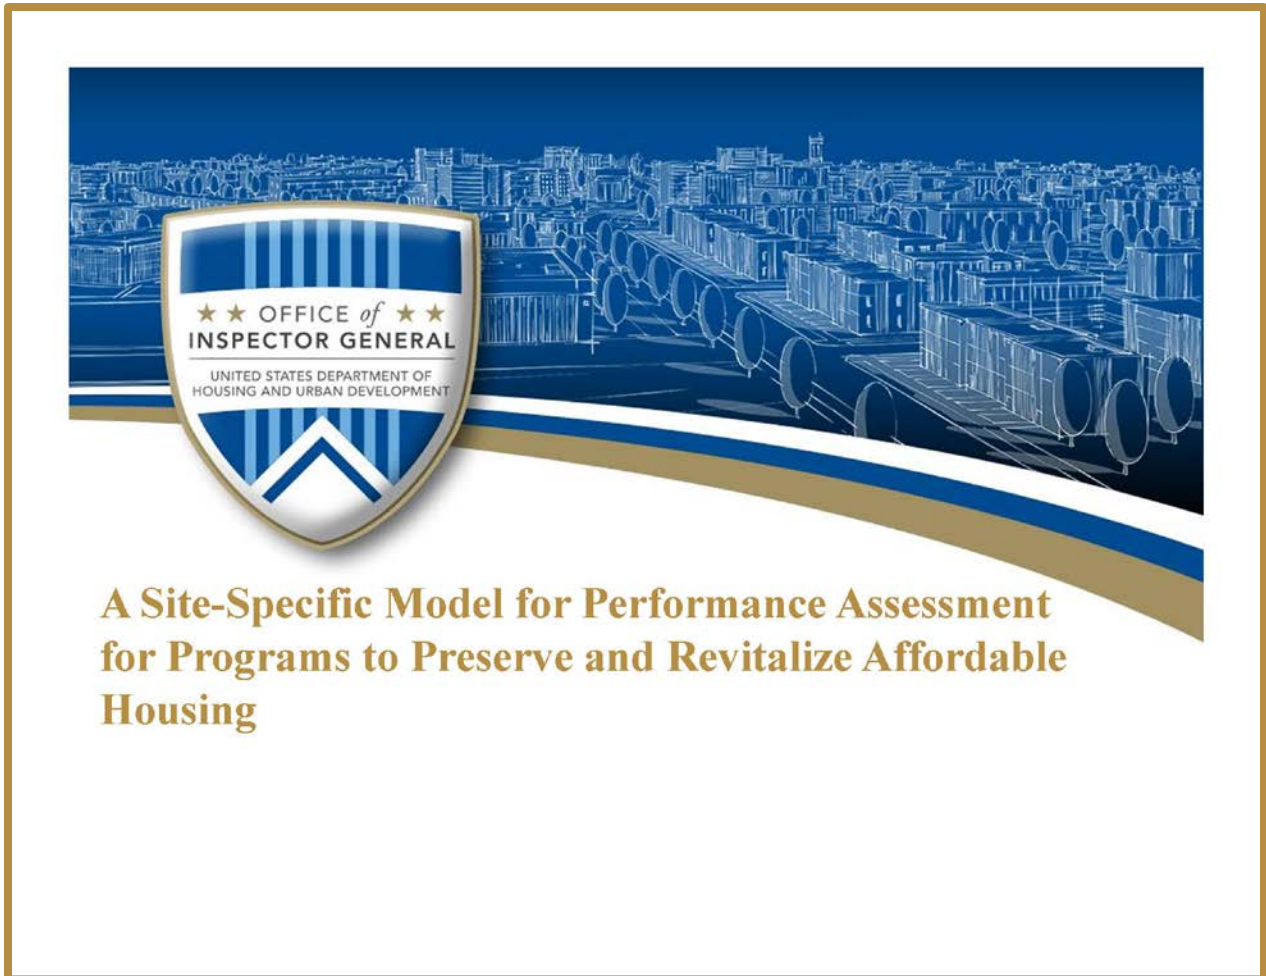 ★ ★ OFFICE of ★ ★
INSPECTOR GENERAL
UNITED STATES DEPARTMENT OF
HOUSING AND URBAN DEVELOPMENT
A Site-Specific Model for Performance Assessment
for Programs to Preserve and Revitalize Affordable
Housing